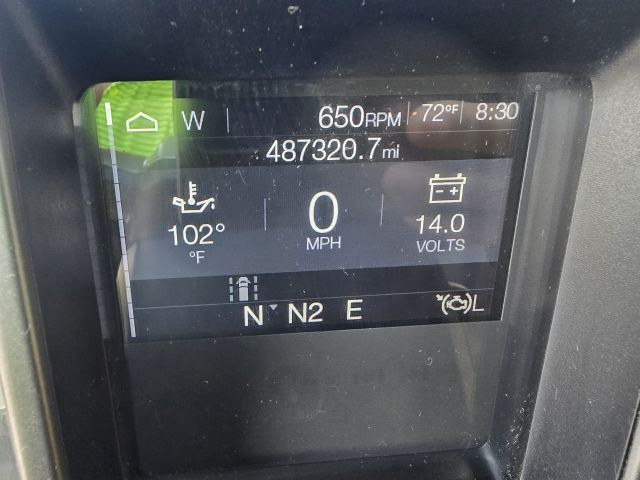 W 650RPM 72°F 8:30
487320.7mi
102°
°F
0
MPH
14.0
VOLTS
N N2 E L